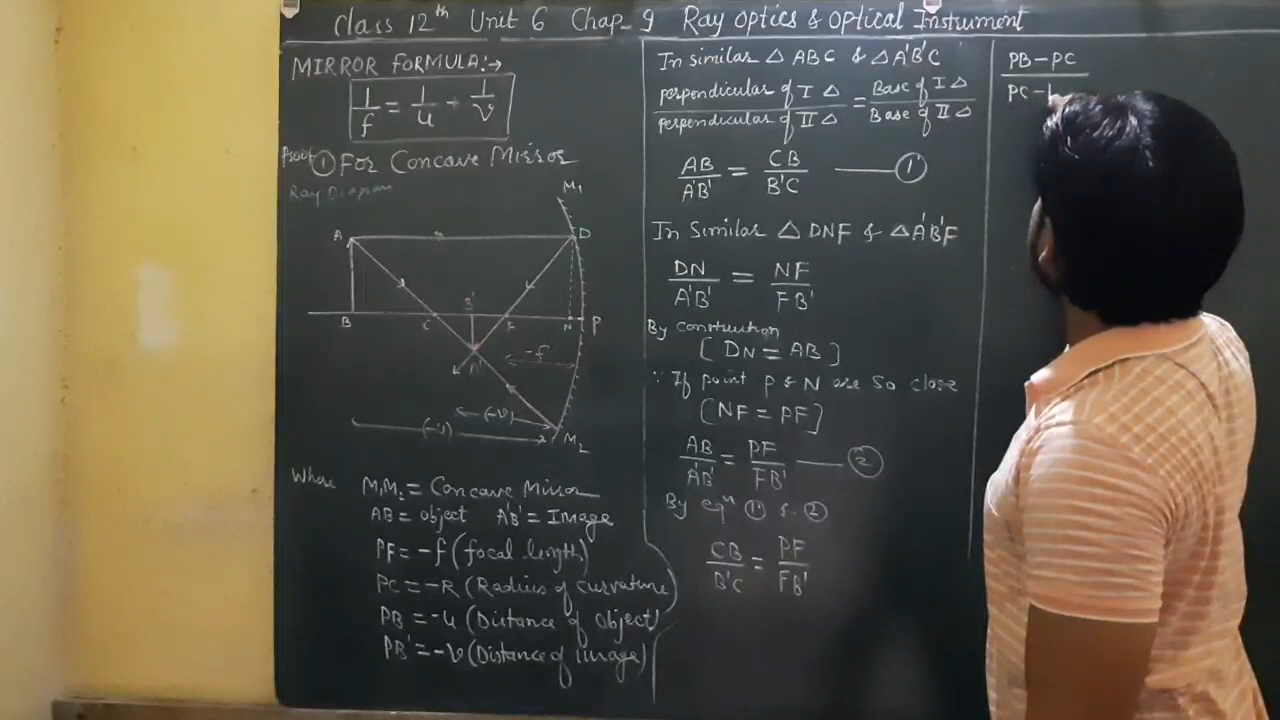 Class 12th Unit 6 Chap-9 Ray optics & optical Instrument
MIRROR FORMULA:→
1/f = 1/u + 1/v
Proof ① For Concave Mirror
Ray Diagram
M₁
A
D
B'
B
C
F
N
P
A'
-f
(-v)
(-u)
M₂
Where M₁M₂ = Concave Mirror
AB = object A'B' = Image
PF = -f (focal length)
PC = -R (Radius of curvature)
PB = -u (Distance of object)
PB' = -v (Distance of image)
In similar △ ABC & △ A'B'C
perpendicular of I △ / perpendicular of II △ = Base of I △ / Base of II △
AB/A'B' = CB/B'C —— ①
In Similar △ DNF & △ A'B'F
DN/A'B' = NF/FB'
By construction
[ DN = AB ]
∵ If point P & N are so close
[ NF = PF ]
AB/A'B' = PF/FB' —— ②
By eqn ① & ②
CB/B'C = PF/FB'
PB-PC
PC-